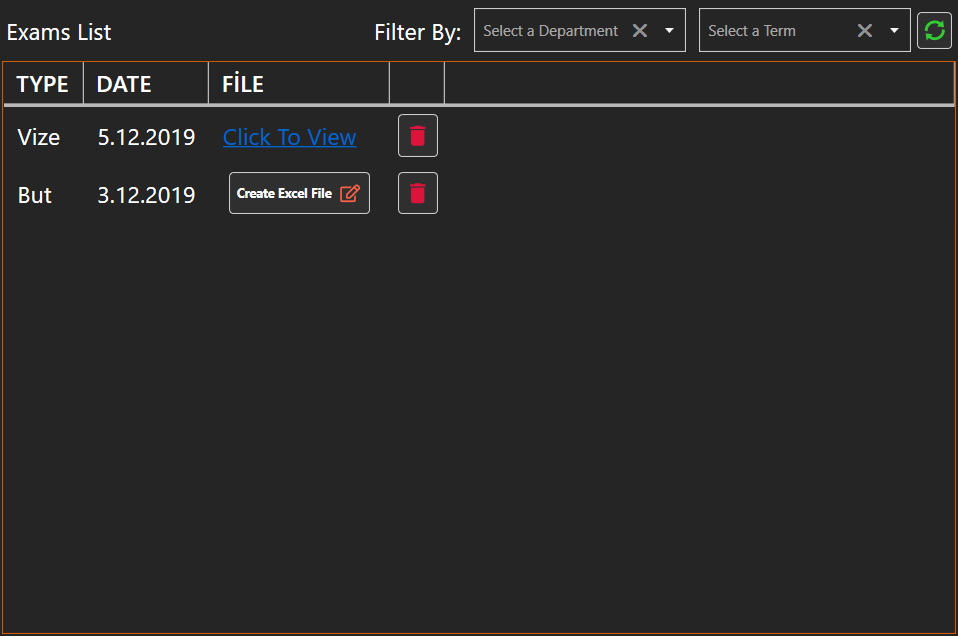 Exams List Filter By: Select a Department Select a Term
TYPE DATE FİLE
Vize 5.12.2019 Click To View
But 3.12.2019 Create Excel File